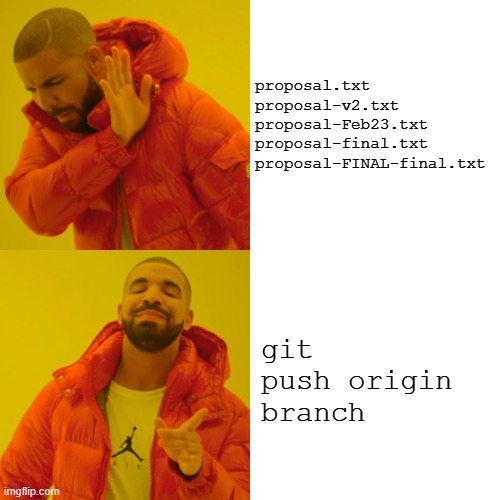 proposal.txt
proposal-v2.txt
proposal-Feb23.txt
proposal-final.txt
proposal-FINAL-final.txt
git
push origin
branch
AIR
imgflip.com